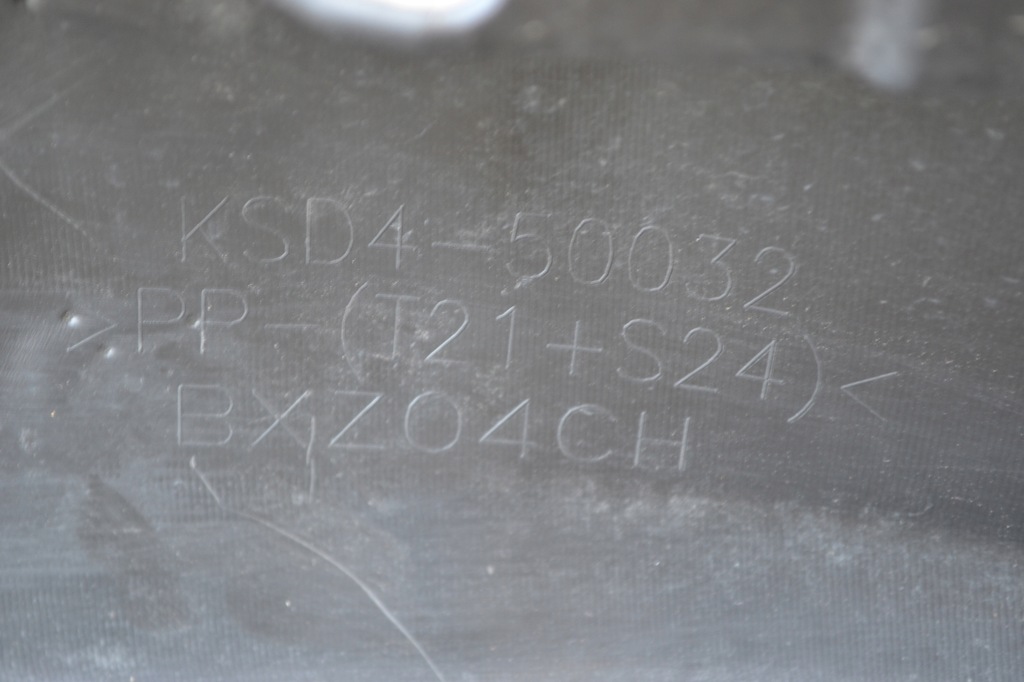 KSD4-50032
>PP-(T21+S24)<
BXZ04CH